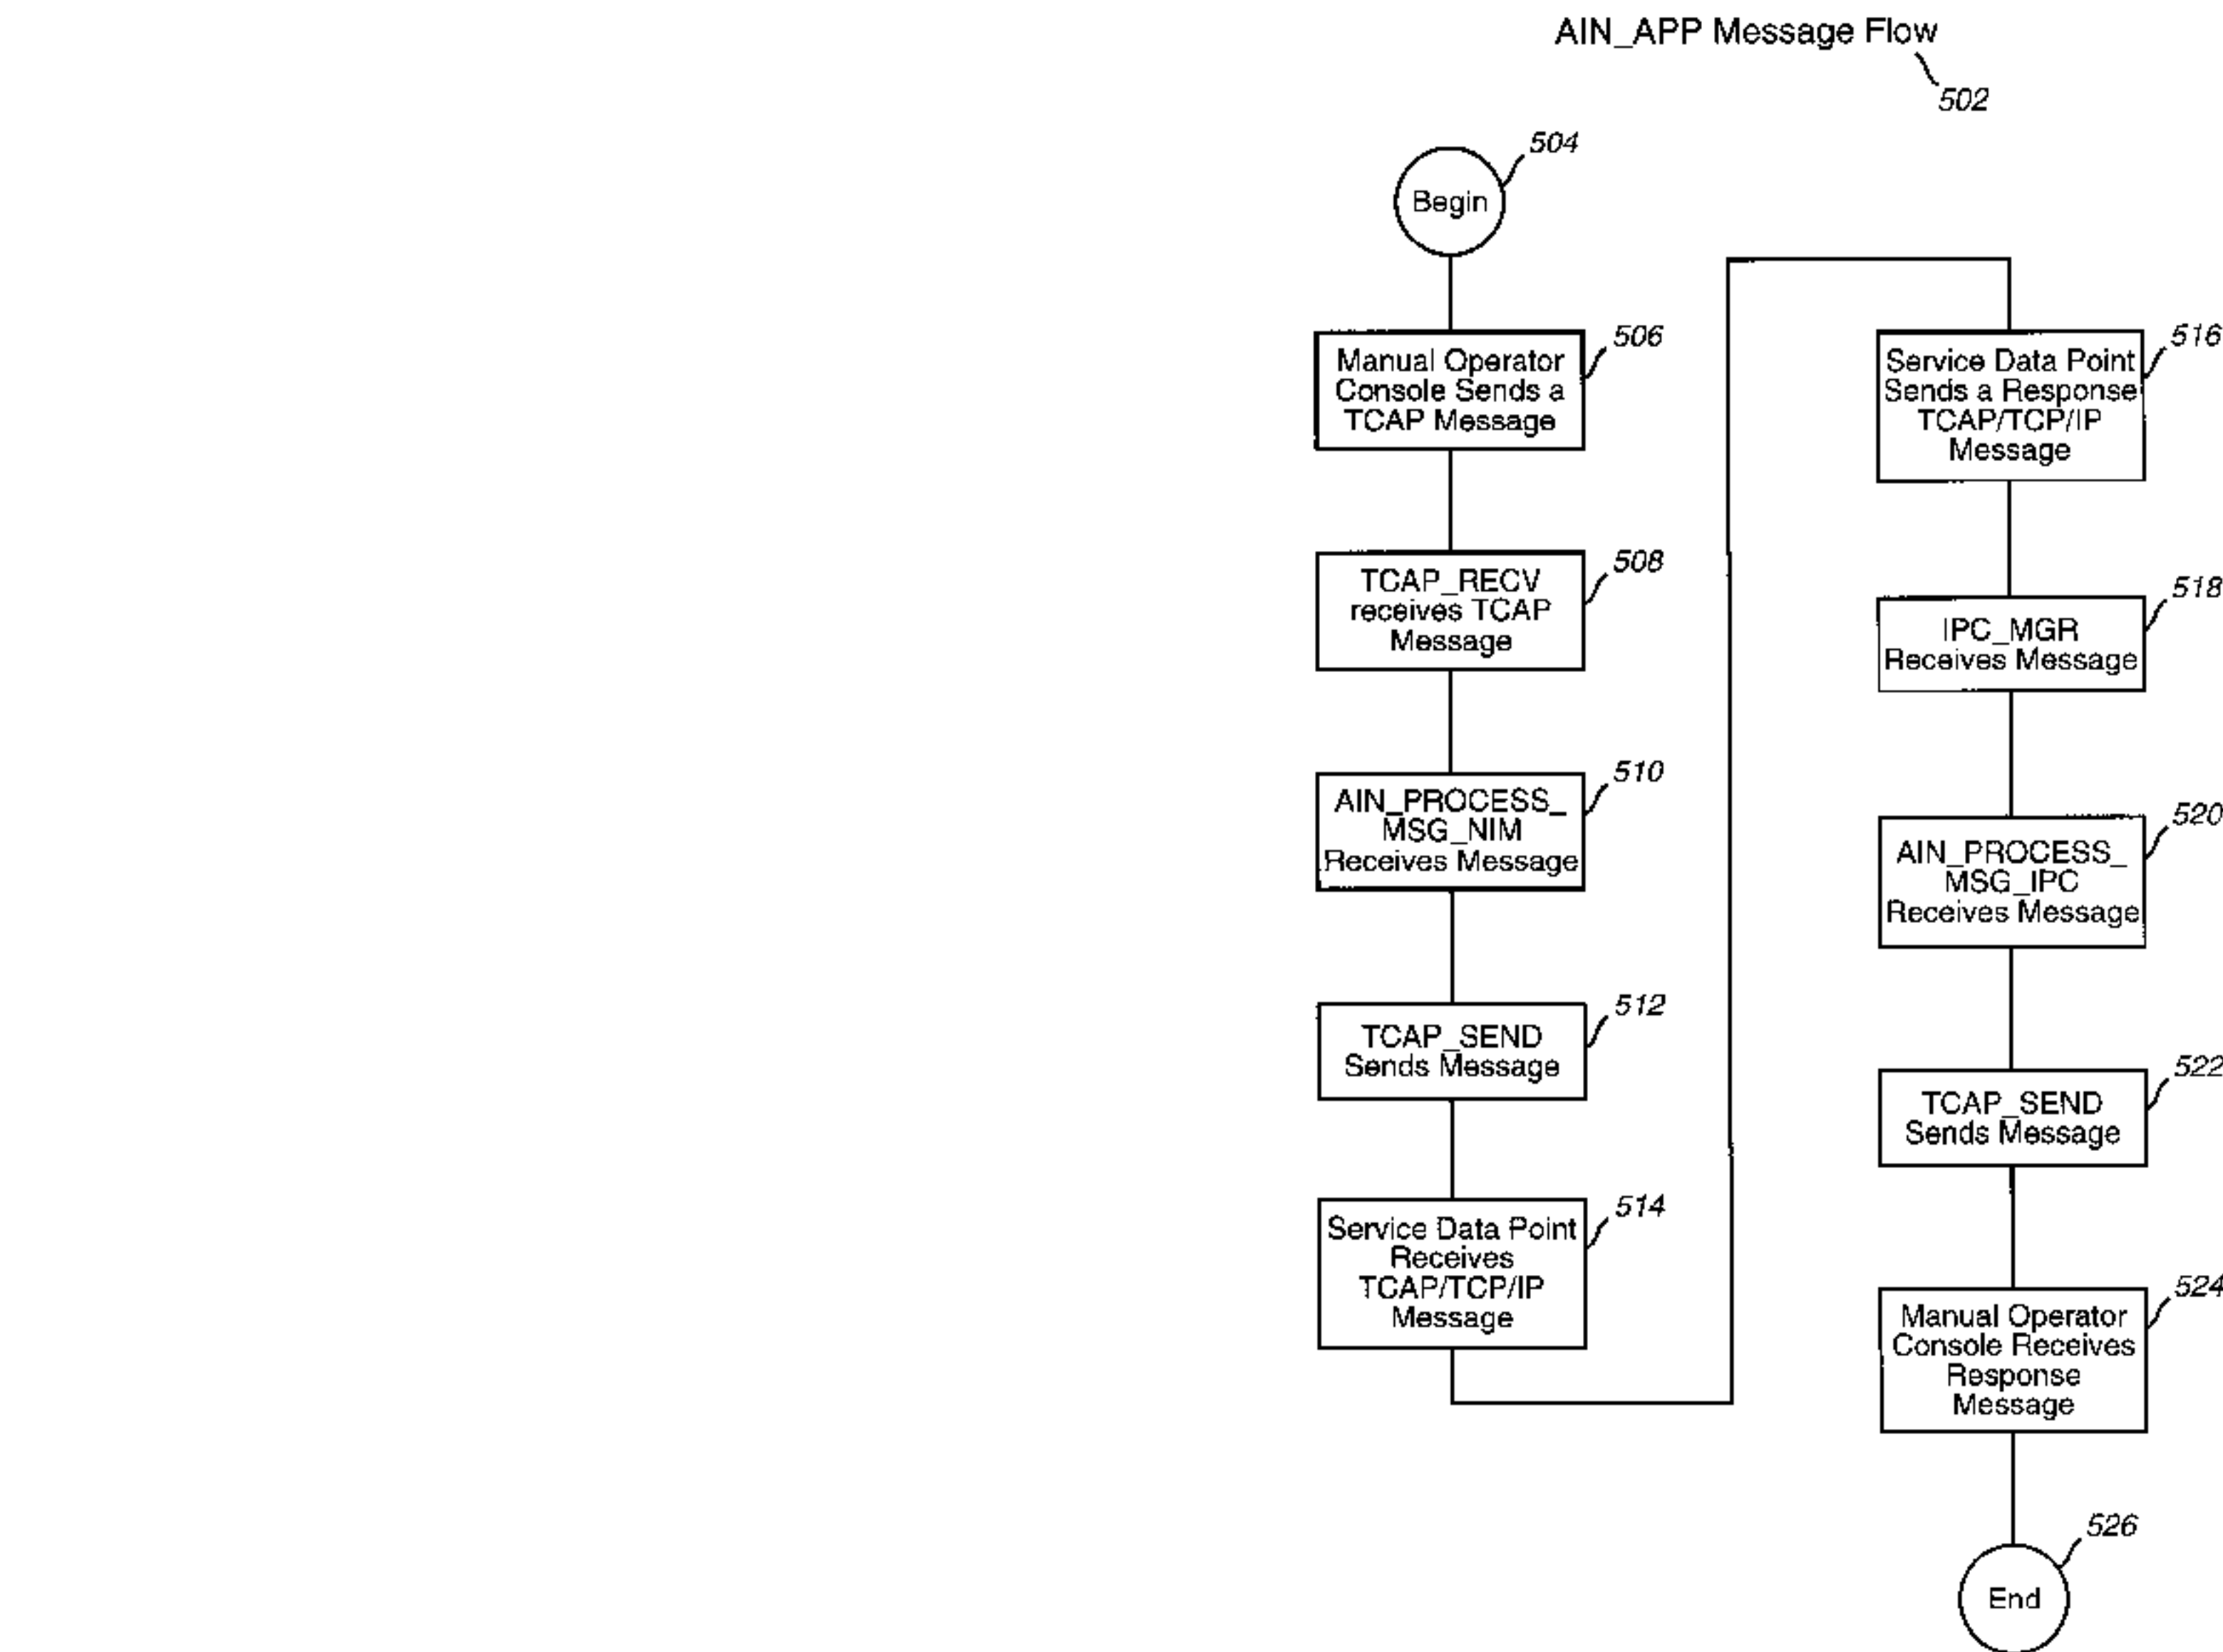 AIN_APP Message Flow
502
504
Begin
506
Manual Operator
Console Sends a
TCAP Message
508
TCAP_RECV
receives TCAP
Message
510
AIN_PROCESS_
MSG_NIM
Receives Message
512
TCAP_SEND
Sends Message
514
Service Data Point
Receives
TCAP/TCP/IP
Message
516
Service Data Point
Sends a Response
TCAP/TCP/IP
Message
518
IPC_MGR
Receives Message
520
AIN_PROCESS_
MSG_IPC
Receives Message
522
TCAP_SEND
Sends Message
524
Manual Operator
Console Receives
Response
Message
526
End